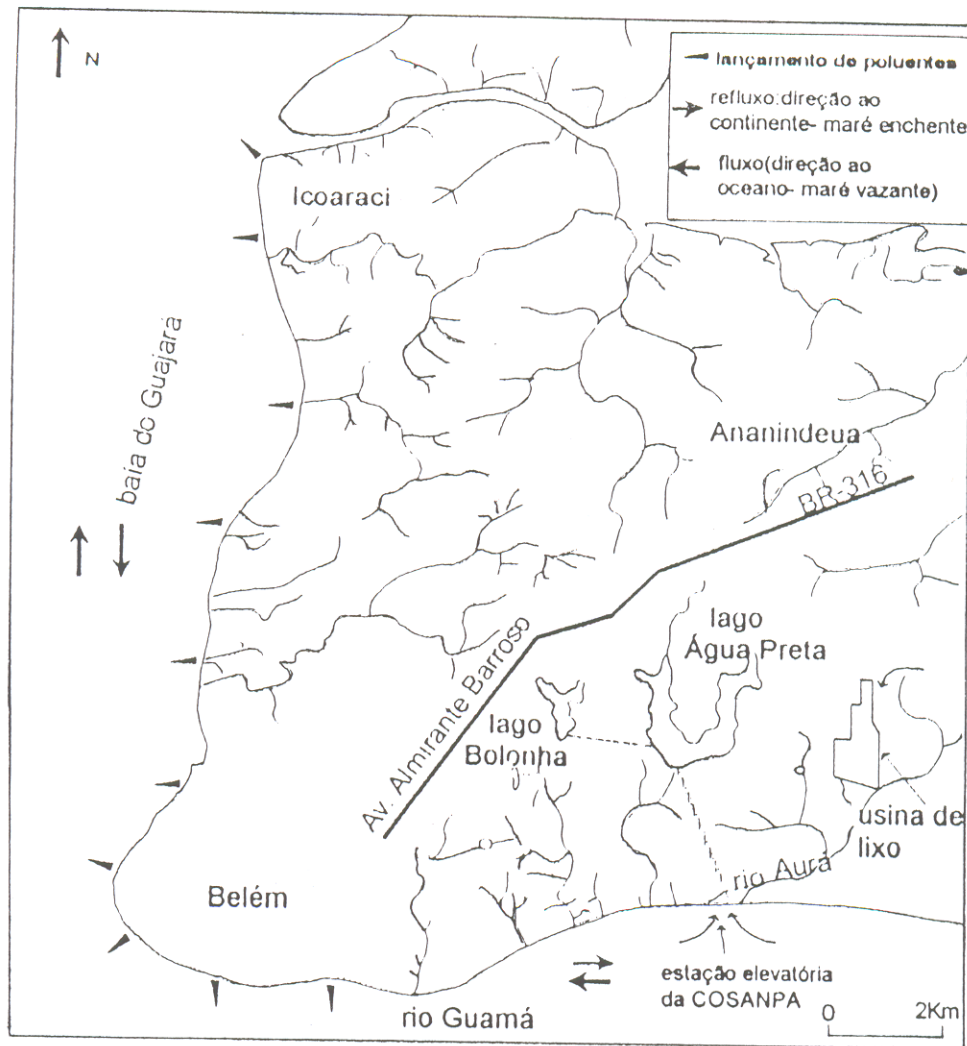 N
lançamento de poluentes
refluxo:direção ao
continente- maré enchente
fluxo(direção ao
oceano- maré vazante)
Icoaraci
baia do Guajará
Ananindeua
BR-316
lago
Água Preta
Av. Almirante Barroso
lago
Bolonha
usina de
lixo
rio Aurá
Belém
estação elevatória
da COSANPA
rio Guamá
0 2Km